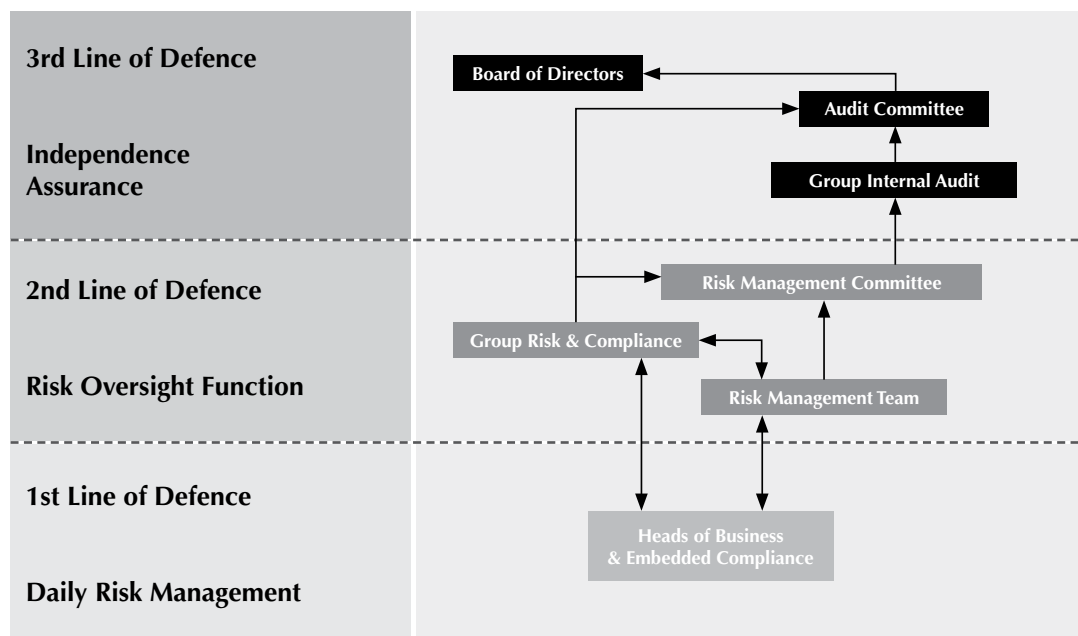 3rd Line of Defence
Independence
Assurance
Board of Directors
Audit Committee
Group Internal Audit
2nd Line of Defence
Risk Oversight Function
Risk Management Committee
Group Risk & Compliance
Risk Management Team
1st Line of Defence
Daily Risk Management
Heads of Business
& Embedded Compliance